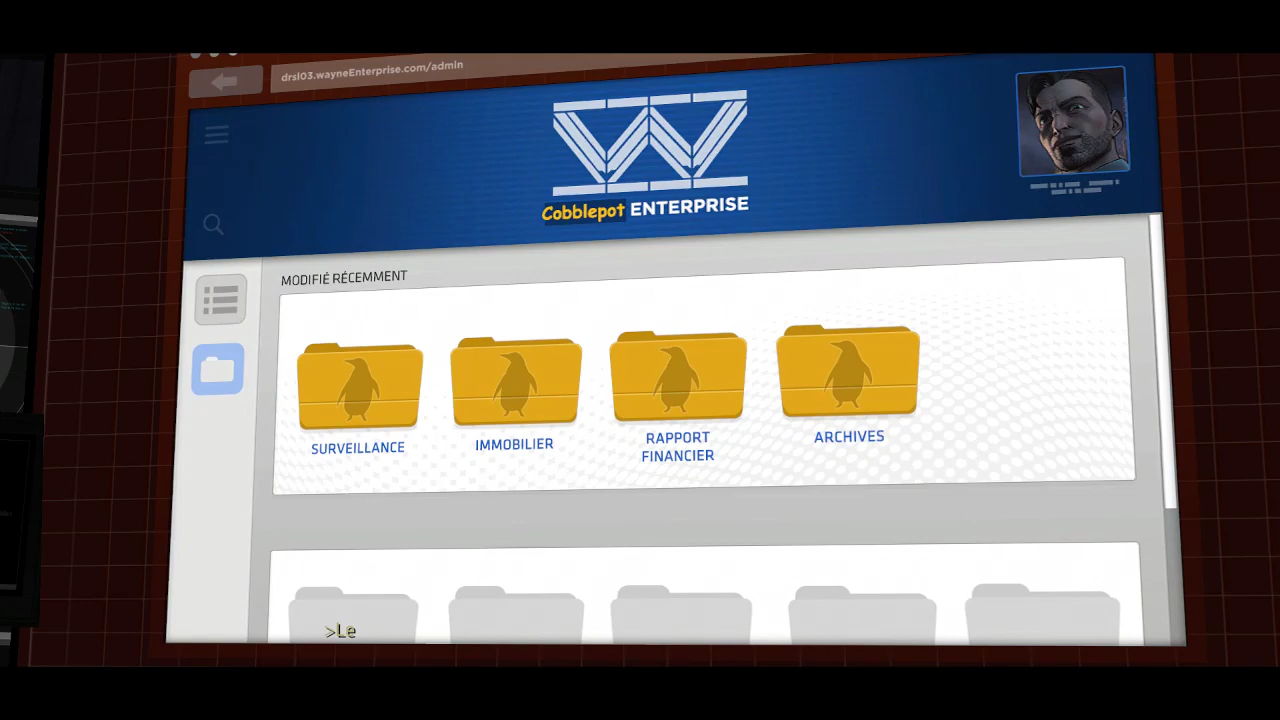 drsl03.wayneEnterprise.com/admin
Cobblepot ENTERPRISE
MODIFIÉ RÉCEMMENT
SURVEILLANCE
IMMOBILIER
RAPPORT
FINANCIER
ARCHIVES
>Le